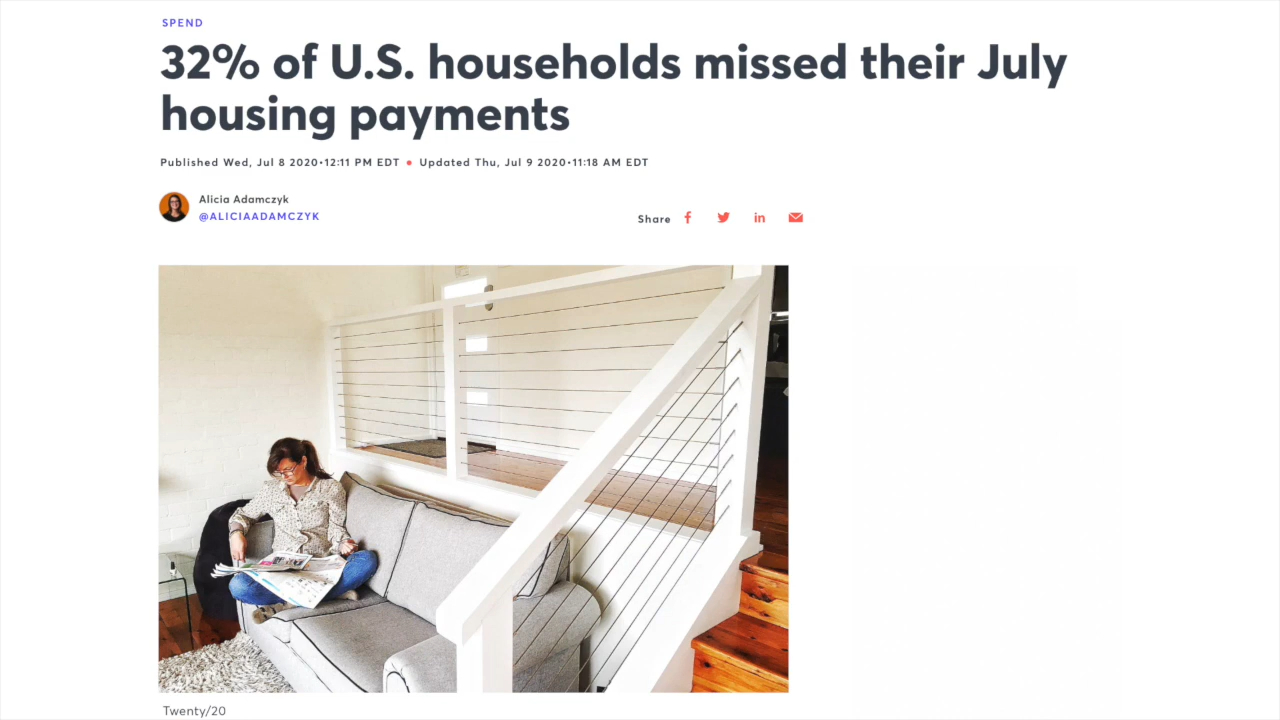 SPEND
32% of U.S. households missed their July
housing payments
Published Wed, Jul 8 2020•12:11 PM EDT • Updated Thu, Jul 9 2020•11:18 AM EDT
Alicia Adamczyk
@ALICIAADAMCZYK
Share
Twenty/20